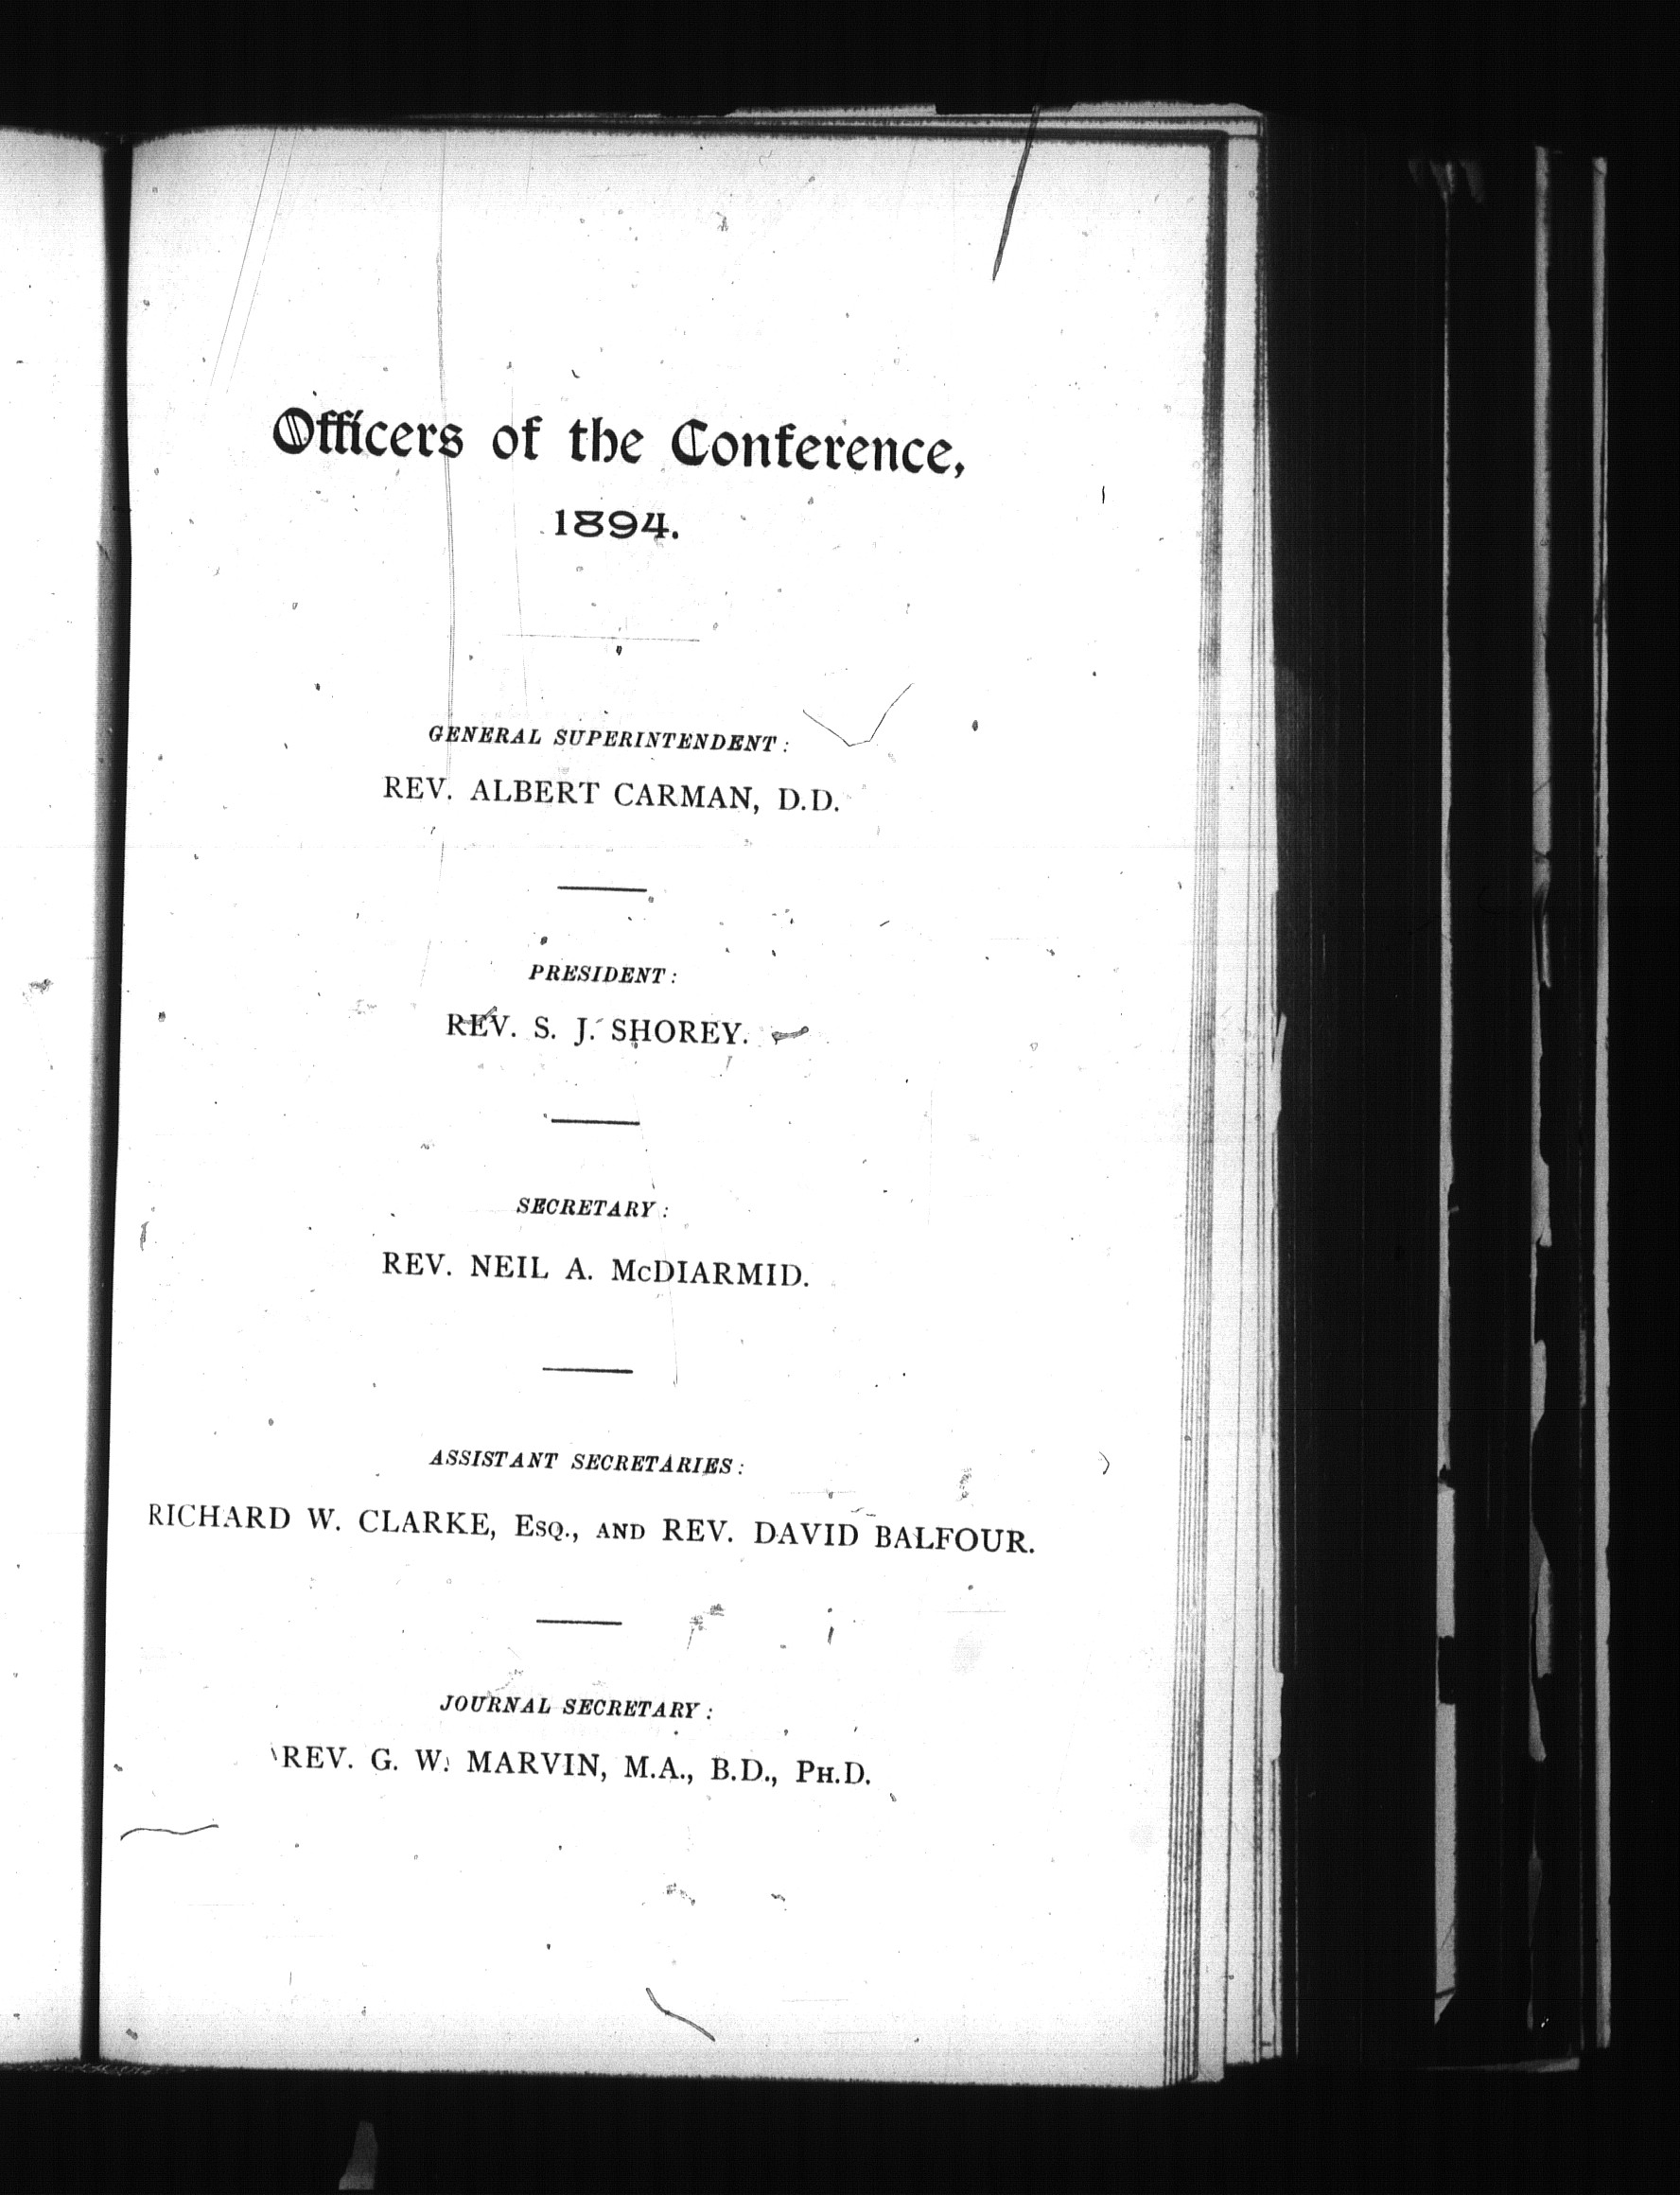 Officers of the Conference,
1894.
GENERAL SUPERINTENDENT:
REV. ALBERT CARMAN, D.D.
PRESIDENT:
REV. S. J. SHOREY.
SECRETARY:
REV. NEIL A. McDIARMID.
ASSISTANT SECRETARIES:
RICHARD W. CLARKE, Esq., AND REV. DAVID BALFOUR.
JOURNAL SECRETARY:
REV. G. W. MARVIN, M.A., B.D., Ph.D.